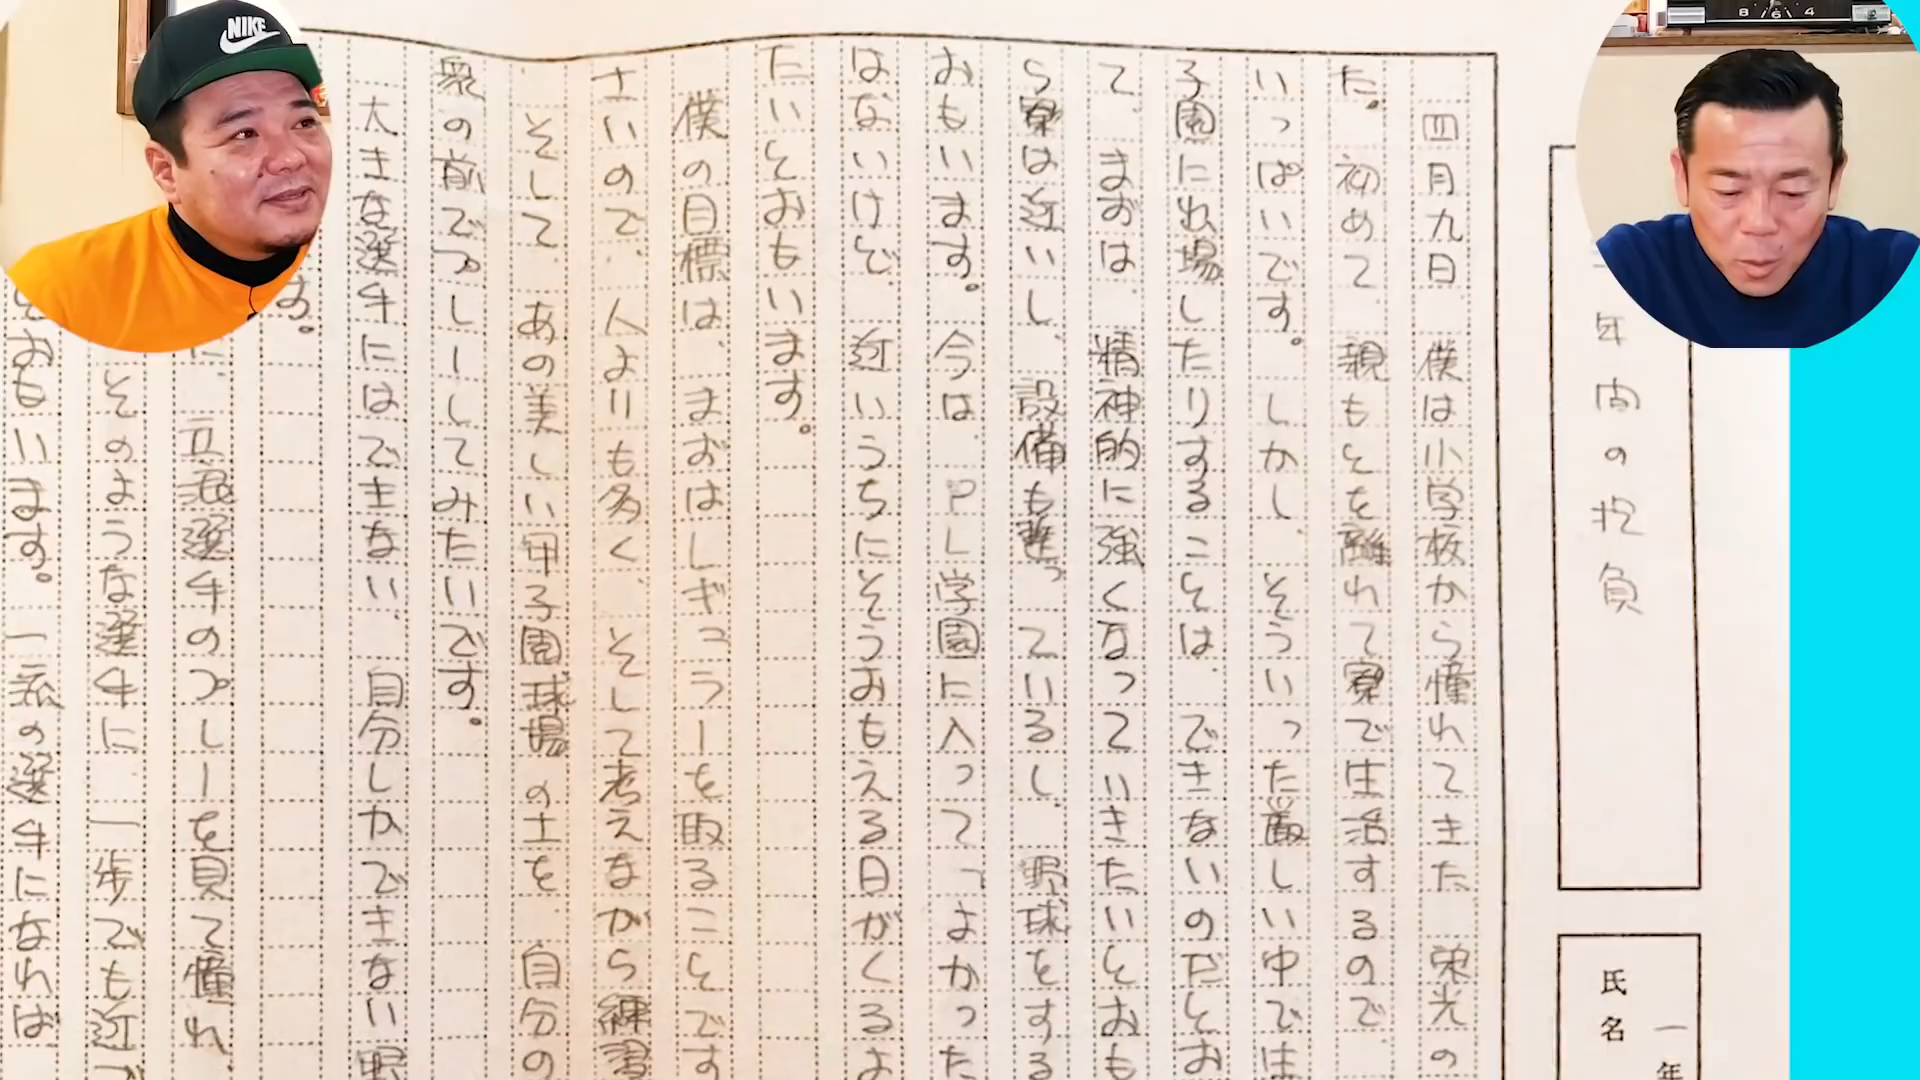 年間の抱負
氏名
一年
四月九日 僕は小学校から憧れてきた 栄光の
た。初めて 親もとを離れて寮で生活するので
いっぱいです。しかし、そういった厳しい中で生
子園に出場したりすることは、できないのだとお
て、まずは 精神的に強くなっていきたいとおも
ら寮は近いし、設備も整っているし、野球をする
おもいます。今は、PL学園に入ってよかった
はないけど、近いうちにそうおもえる日がくるよ
たいとおもいます。
僕の目標は、まずはレギュラーを取ることです
さいので、人よりも多く、そして考えながら練習
そして、あの美しい甲子園球場の土を 自分の
衆の前でプレーしてみたいです。
大きな選手にはできない、自分しかできない野
す。
に、立浪選手のプレーを見て憧れ、
そのような選手に、一歩でも近づ
とおもいます。一流の選手になれば
NIKE
8 6 4